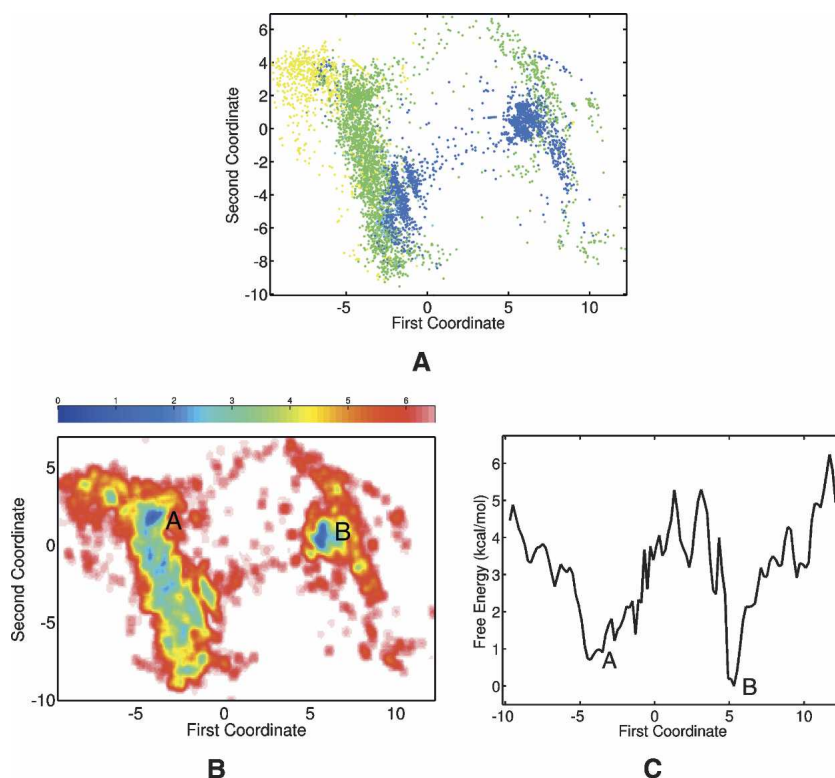 6
4
2
0
-2
-4
-6
-8
-10
Second Coordinate
-5 0 5 10
First Coordinate
A
0 1 2 3 4 5 6
5
0
-5
-10
Second Coordinate
A
B
-5 0 5 10
First Coordinate
B
6
5
4
3
2
1
0
Free Energy (kcal/mol)
A
B
-10 -5 0 5 10
First Coordinate
C